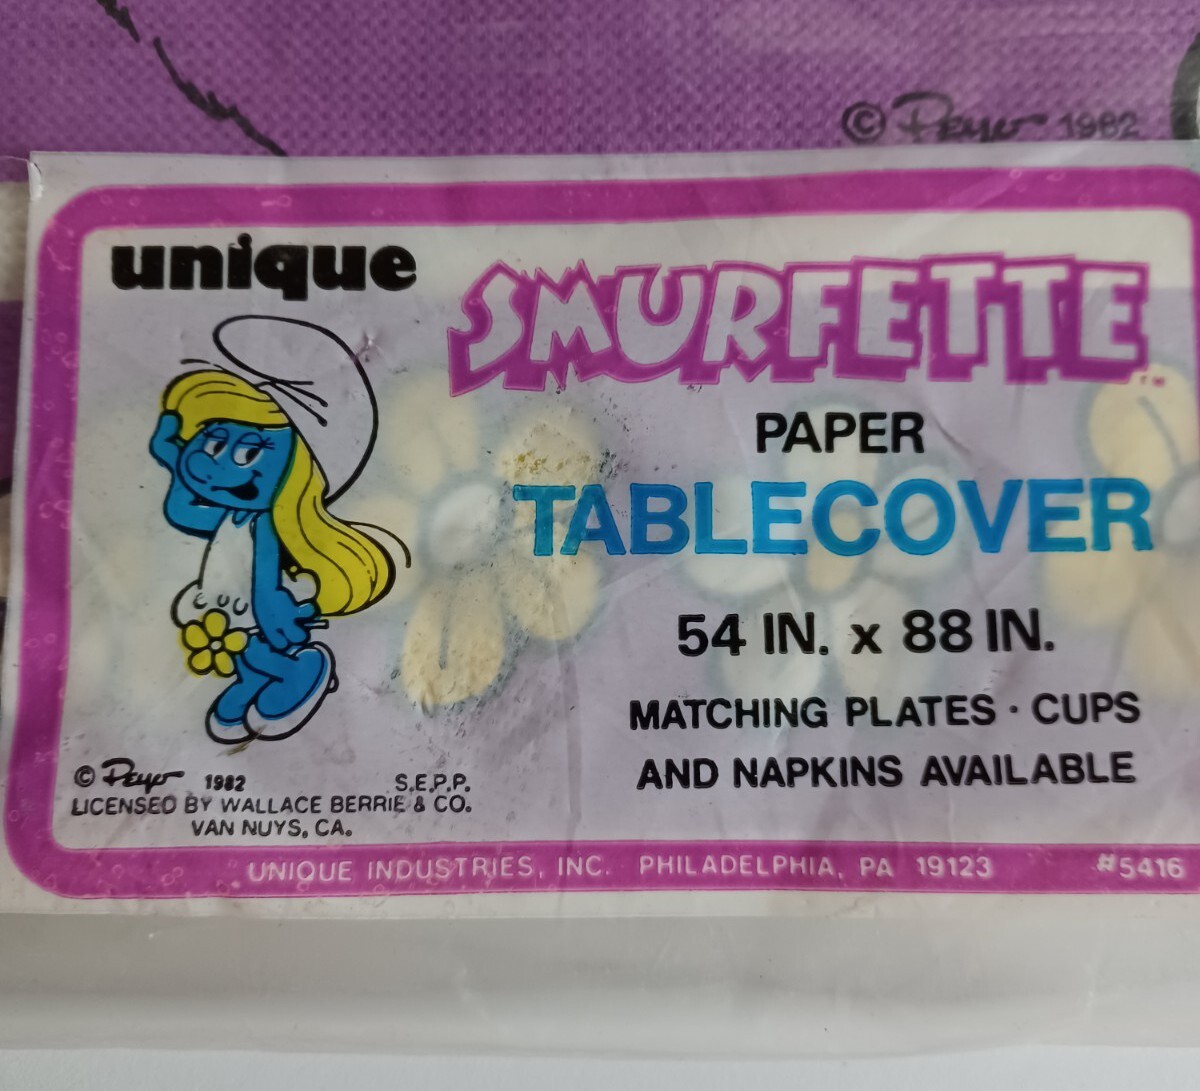 © Peyo 1982
unique
SMURFETTE™
PAPER
TABLECOVER
54 IN. x 88 IN.
MATCHING PLATES · CUPS
AND NAPKINS AVAILABLE
© Peyo 1982 S.E.P.P.
LICENSED BY WALLACE BERRIE & CO.
VAN NUYS, CA.
UNIQUE INDUSTRIES, INC. PHILADELPHIA, PA 19123 #5416